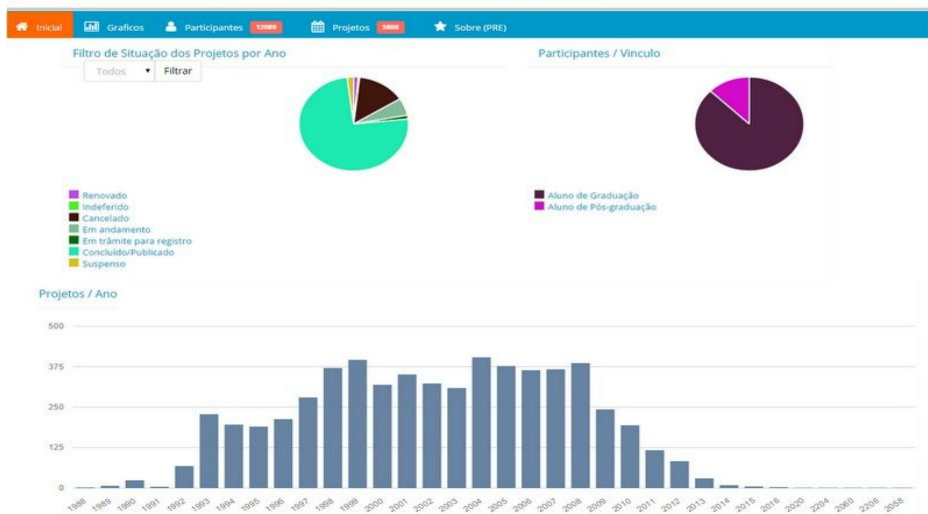 Inicial Graficos Participantes 12089 Projetos Sobre (PRE)
Filtro de Situação dos Projetos por Ano
Todos Filtrar
Renovado
Indeferido
Cancelado
Em andamento
Em trâmite para registro
Concluído/Publicado
Suspenso
Participantes / Vinculo
Aluno de Graduação
Aluno de Pós-graduação
Projetos / Ano
500
375
250
125
0
1988 1989 1990 1991 1992 1993 1994 1995 1996 1997 1998 1999 2000 2001 2002 2003 2004 2005 2006 2007 2008 2009 2010 2011 2012 2013 2014 2015 2016 2020 2204 2060 2206 2058